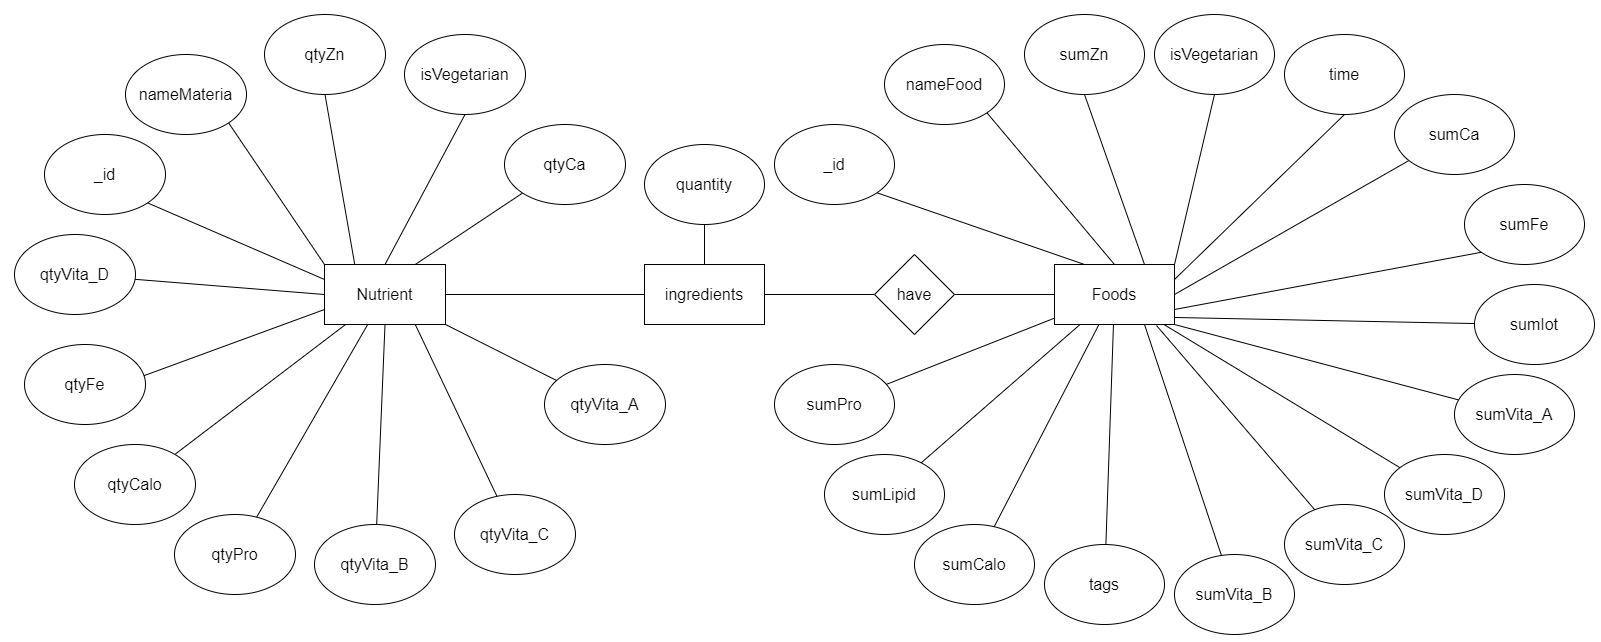 qtyZn
isVegetarian
nameMateria
qtyCa
_id
qtyVita_D
Nutrient
qtyFe
qtyVita_A
qtyCalo
qtyVita_C
qtyPro
qtyVita_B
quantity
ingredients
have
sumZn
isVegetarian
time
nameFood
sumCa
_id
sumFe
Foods
sumIot
sumPro
sumVita_A
sumLipid
sumVita_D
sumCalo
sumVita_C
tags
sumVita_B